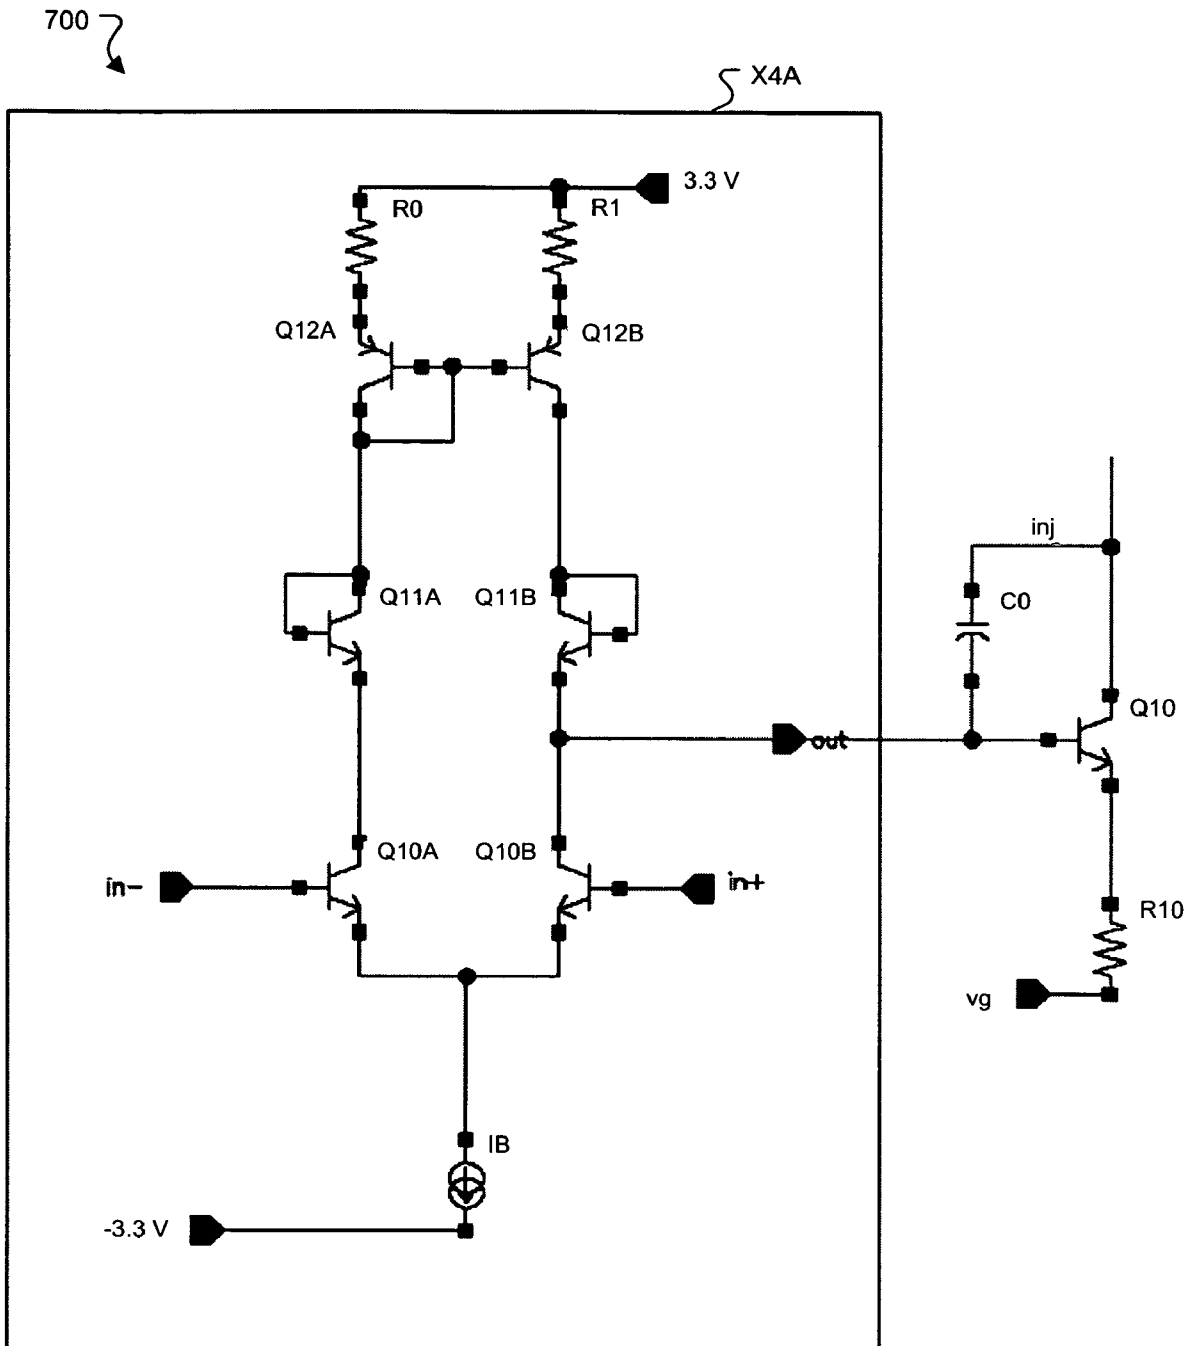 700
X4A
3.3 V
R0
R1
Q12A
Q12B
inj
Q11A
Q11B
C0
Q10
out
Q10A
Q10B
in-
in+
R10
vg
IB
-3.3 V